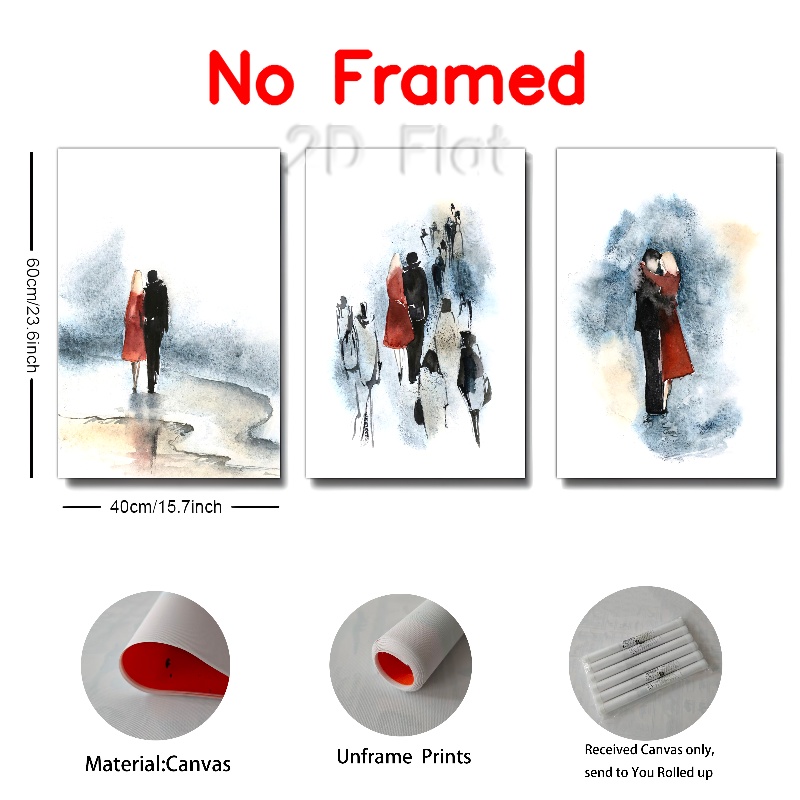 No Framed
2D Flat
60cm/23.6inch
40cm/15.7inch
Material:Canvas
Unframe Prints
Received Canvas only,
send to You Rolled up